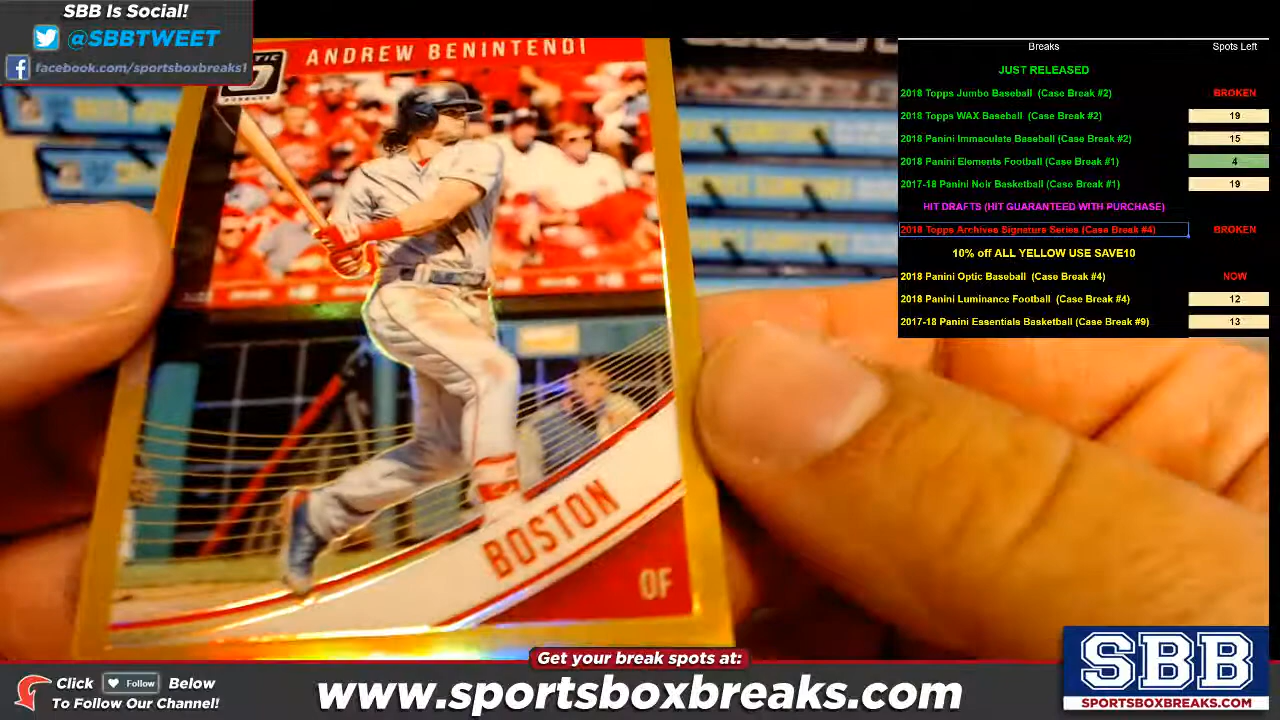 SBB Is Social!
@SBBTWEET
facebook.com/sportsboxbreaks1
ANDREW BENINTENDI
BOSTON
OF
Breaks Spots Left
JUST RELEASED
2018 Topps Jumbo Baseball (Case Break #2) BROKEN
2018 Topps WAX Baseball (Case Break #2) 19
2018 Panini Immaculate Baseball (Case Break #2) 15
2018 Panini Elements Football (Case Break #1) 4
2017-18 Panini Noir Basketball (Case Break #1) 19
HIT DRAFTS (HIT GUARANTEED WITH PURCHASE)
2018 Topps Archives Signature Series (Case Break #4) BROKEN
10% off ALL YELLOW USE SAVE10
2018 Panini Optic Baseball (Case Break #4) NOW
2018 Panini Luminance Football (Case Break #4) 12
2017-18 Panini Essentials Basketball (Case Break #9) 13
Get your break spots at:
Click Follow Below
To Follow Our Channel!
www.sportsboxbreaks.com
SBB
SPORTSBOXBREAKS.COM